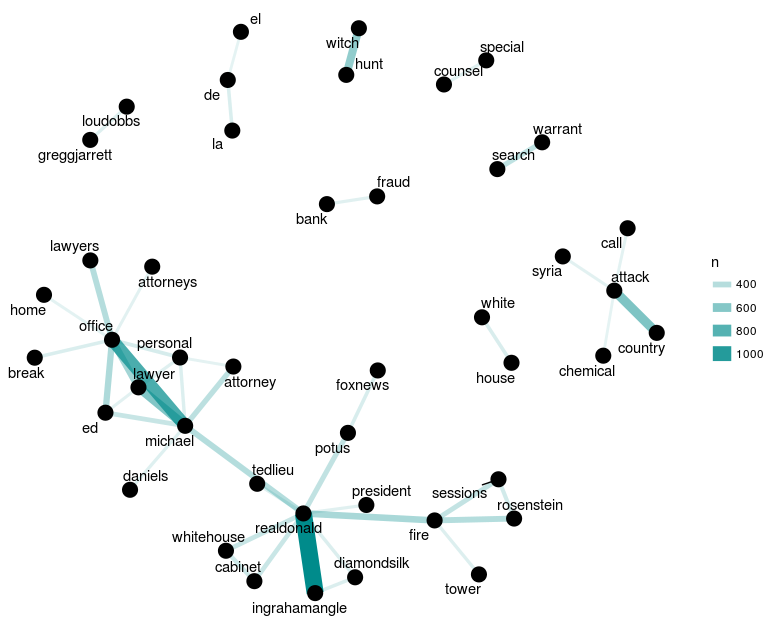 el
witch
special
hunt
counsel
de
loudobbs
warrant
la
greggjarrett
search
fraud
bank
lawyers
call
attorneys
syria
attack
n
400
home
white
600
office
800
personal
country
1000
break
lawyer
chemical
attorney
foxnews
house
ed
michael
potus
daniels
tedlieu
president
sessions
rosenstein
realdonald
fire
whitehouse
cabinet
diamondsilk
tower
ingrahamangle